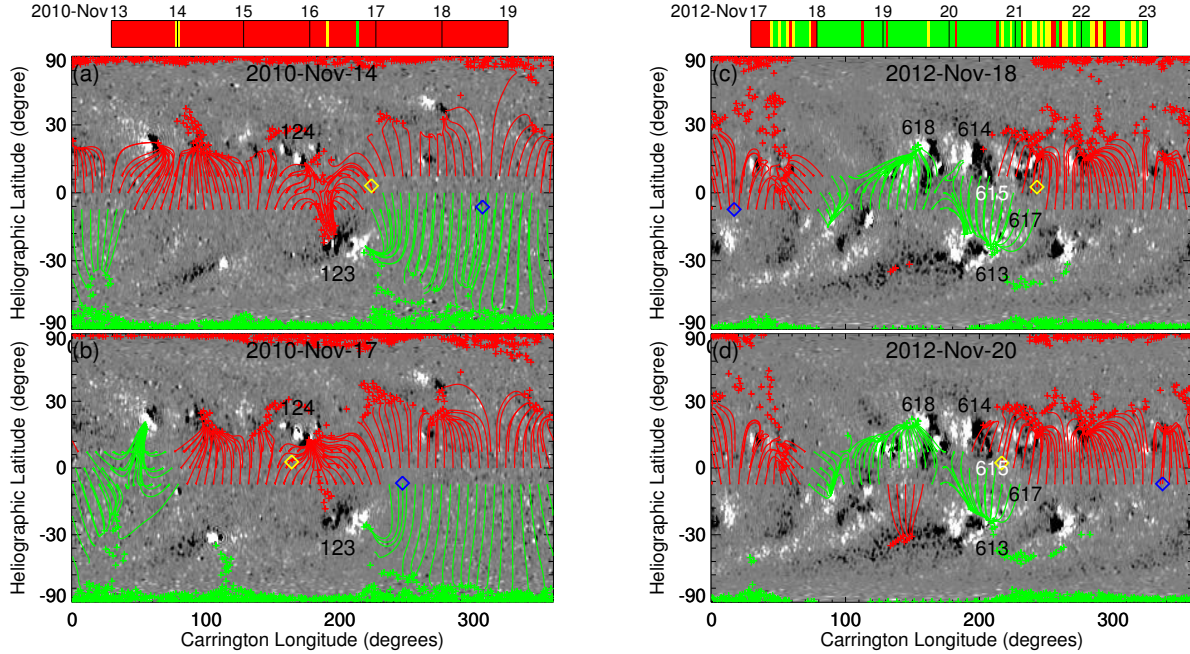 2010-Nov 13 14 15 16 17 18 19
2012-Nov 17 18 19 20 21 22 23
(a) 2010-Nov-14
90
30
0
-30
-90
Heliographic Latitude (degree)
124
123
(c) 2012-Nov-18
90
30
0
-30
-90
Heliographic Latitude (degree)
618 614
615
617
613
(b) 2010-Nov-17
90
30
0
-30
-90
Heliographic Latitude (degree)
124
123
0 100 200 300
Carrington Longitude (degrees)
(d) 2012-Nov-20
90
30
0
-30
-90
Heliographic Latitude (degree)
618 614
615
617
613
0 100 200 300
Carrington Longitude (degrees)